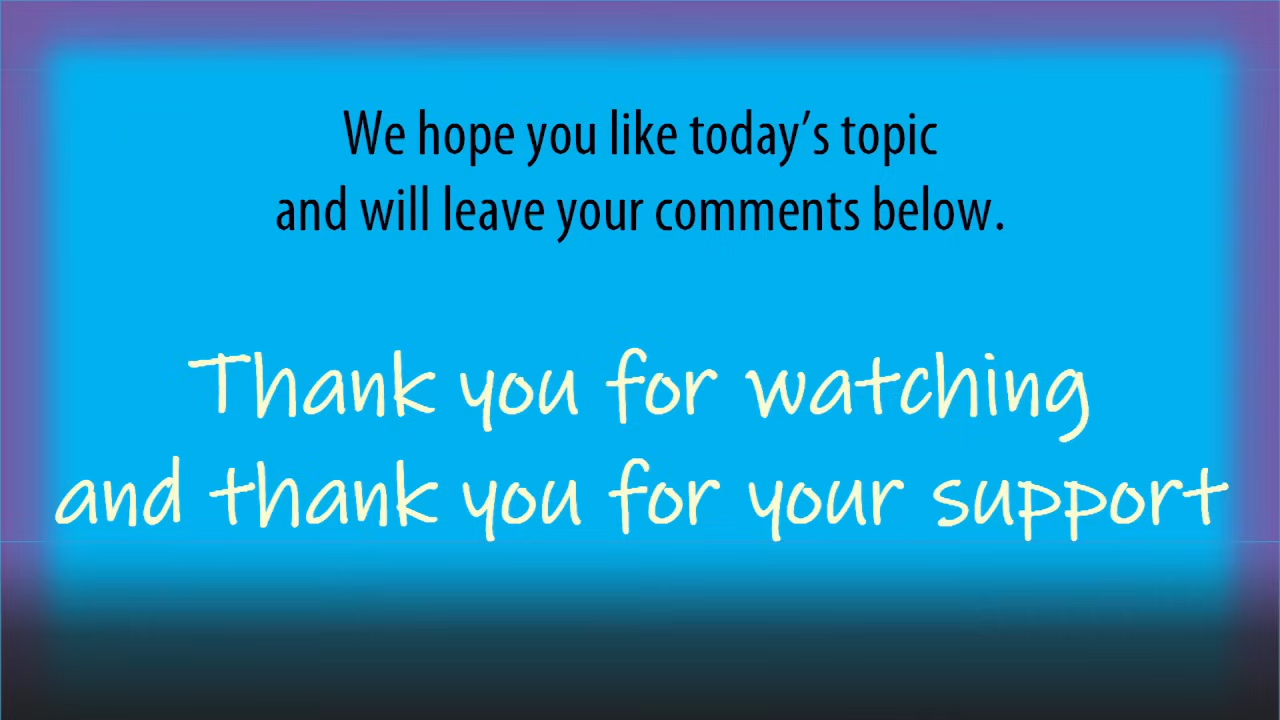 We hope you like today’s topic
and will leave your comments below.
Thank you for watching
and thank you for your support